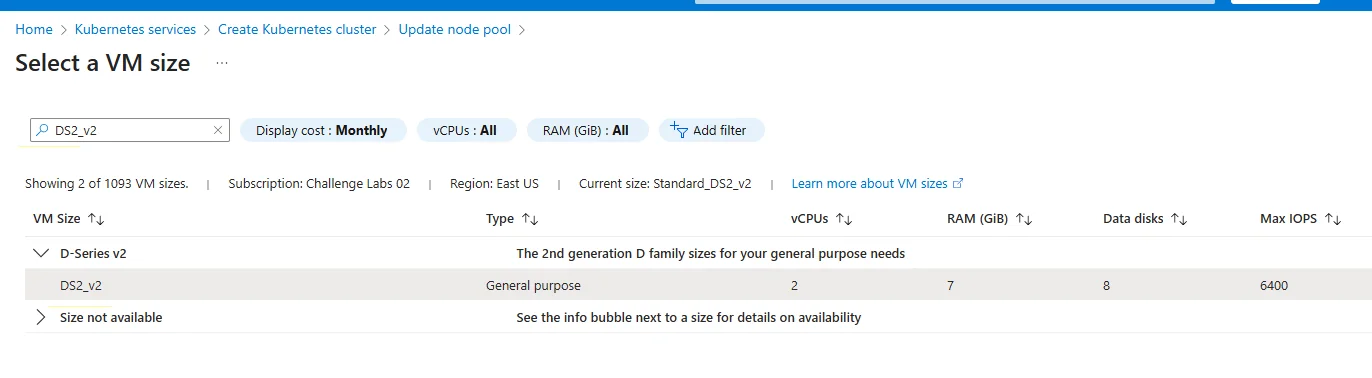 Home > Kubernetes services > Create Kubernetes cluster > Update node pool >
Select a VM size ...
DS2_v2 Display cost : Monthly vCPUs : All RAM (GiB) : All Add filter
Showing 2 of 1093 VM sizes. | Subscription: Challenge Labs 02 | Region: East US | Current size: Standard_DS2_v2 | Learn more about VM sizes
VM Size Type vCPUs RAM (GiB) Data disks Max IOPS
D-Series v2 The 2nd generation D family sizes for your general purpose needs
DS2_v2 General purpose 2 7 8 6400
Size not available See the info bubble next to a size for details on availability